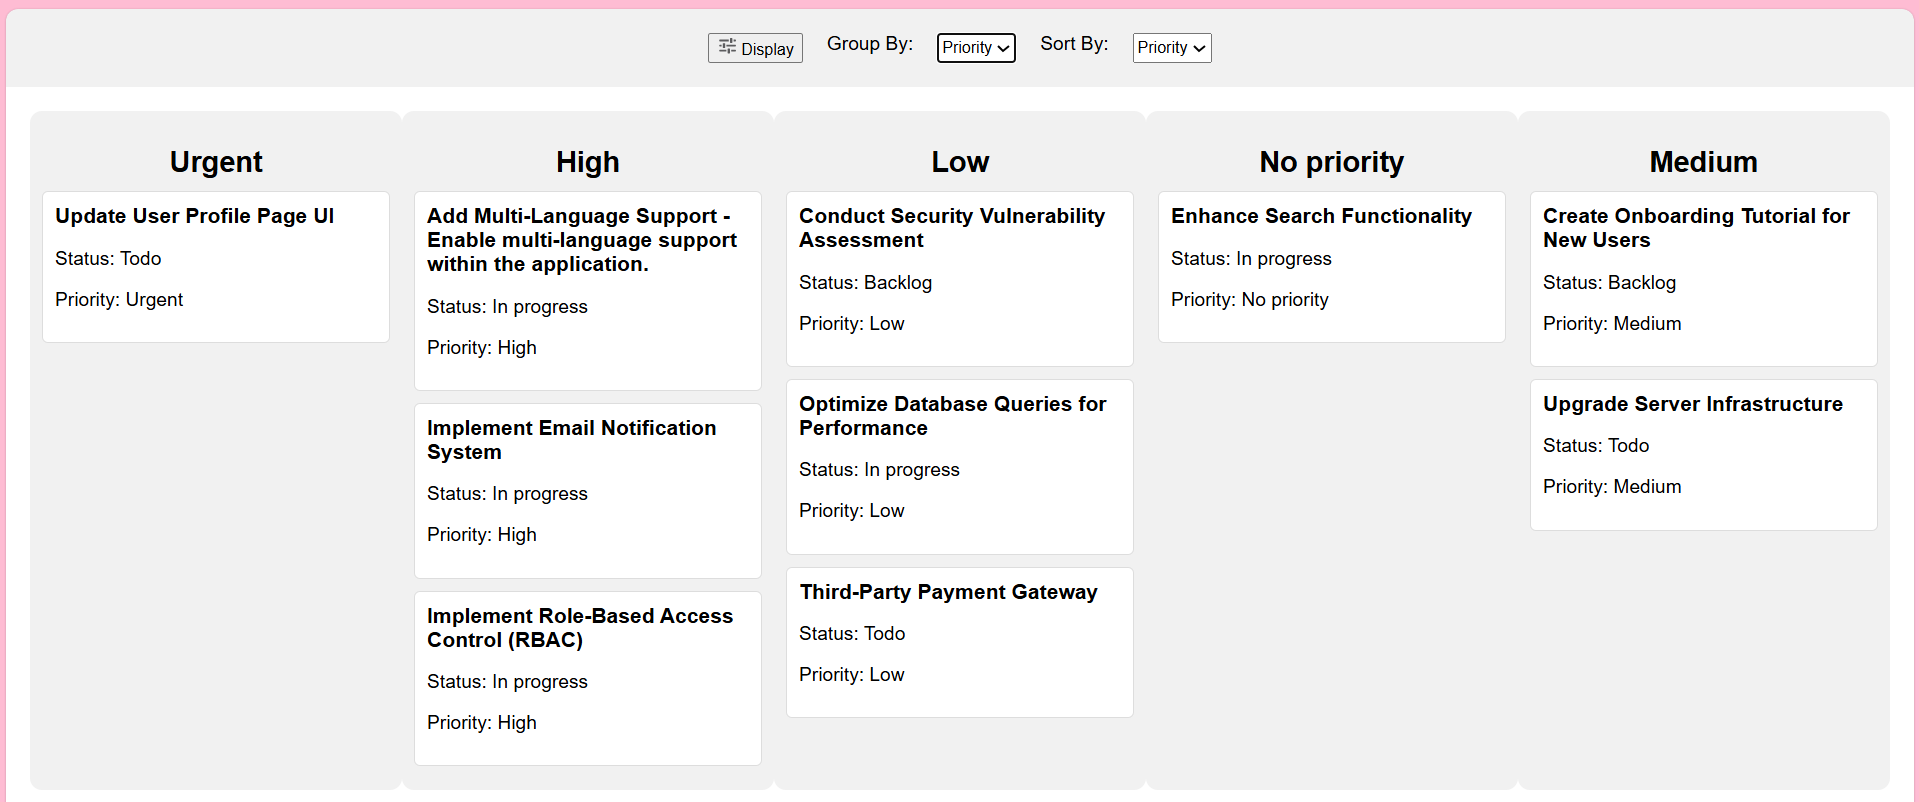 Display Group By: Priority Sort By: Priority
Urgent
Update User Profile Page UI
Status: Todo
Priority: Urgent
High
Add Multi-Language Support -
Enable multi-language support
within the application.
Status: In progress
Priority: High
Implement Email Notification
System
Status: In progress
Priority: High
Implement Role-Based Access
Control (RBAC)
Status: In progress
Priority: High
Low
Conduct Security Vulnerability
Assessment
Status: Backlog
Priority: Low
Optimize Database Queries for
Performance
Status: In progress
Priority: Low
Third-Party Payment Gateway
Status: Todo
Priority: Low
No priority
Enhance Search Functionality
Status: In progress
Priority: No priority
Medium
Create Onboarding Tutorial for
New Users
Status: Backlog
Priority: Medium
Upgrade Server Infrastructure
Status: Todo
Priority: Medium